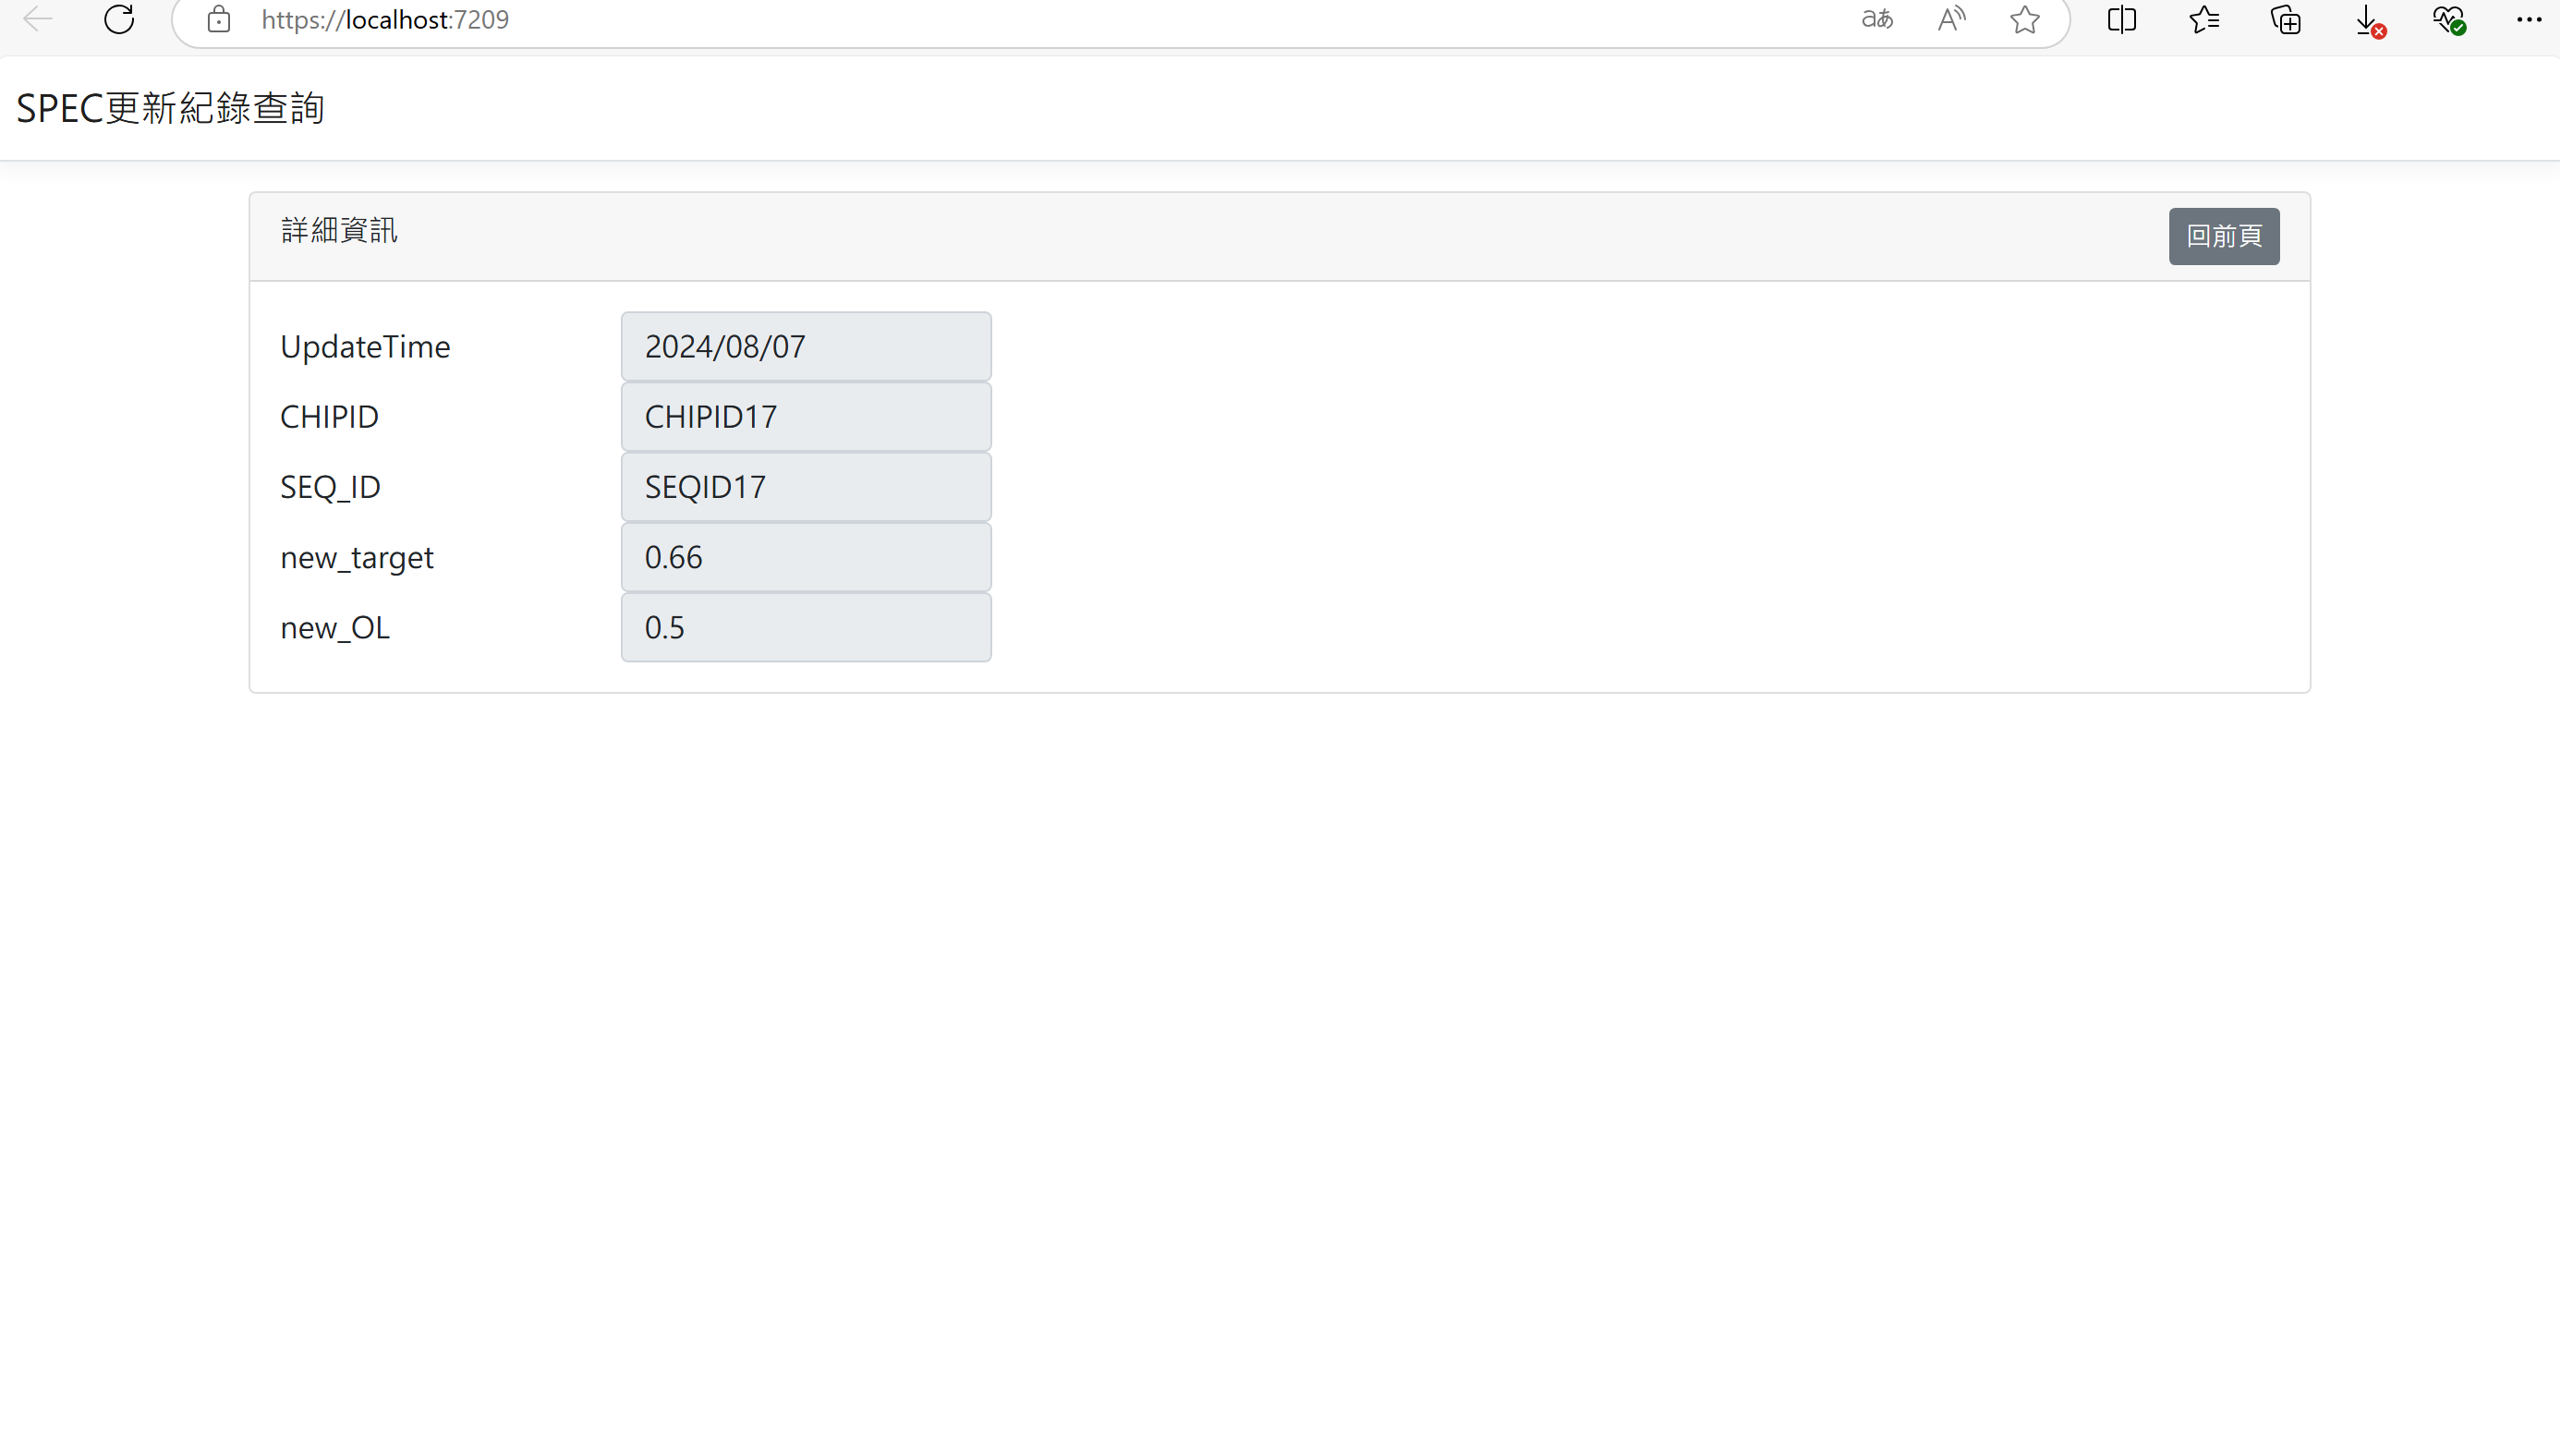 https://localhost:7209
SPEC更新紀錄查詢
詳細資訊 回前頁
UpdateTime 2024/08/07
CHIPID CHIPID17
SEQ_ID SEQID17
new_target 0.66
new_OL 0.5